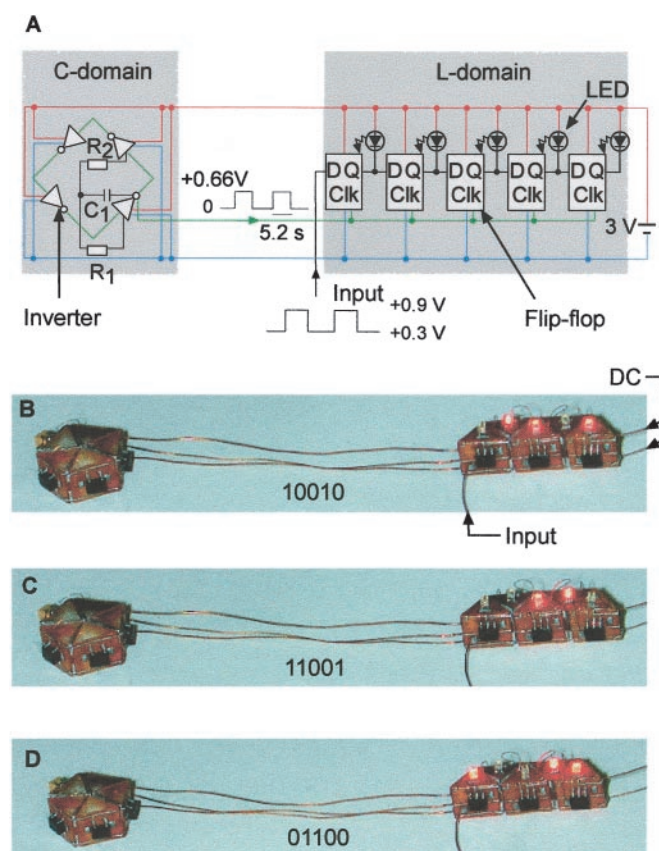 A
C-domain
L-domain
LED
R2
C1
R1
+0.66V
0
5.2 s
D Q
Clk
D Q
Clk
D Q
Clk
D Q
Clk
D Q
Clk
3 V
Inverter
Input
+0.9 V
+0.3 V
Flip-flop
DC
B
10010
Input
C
11001
D
01100